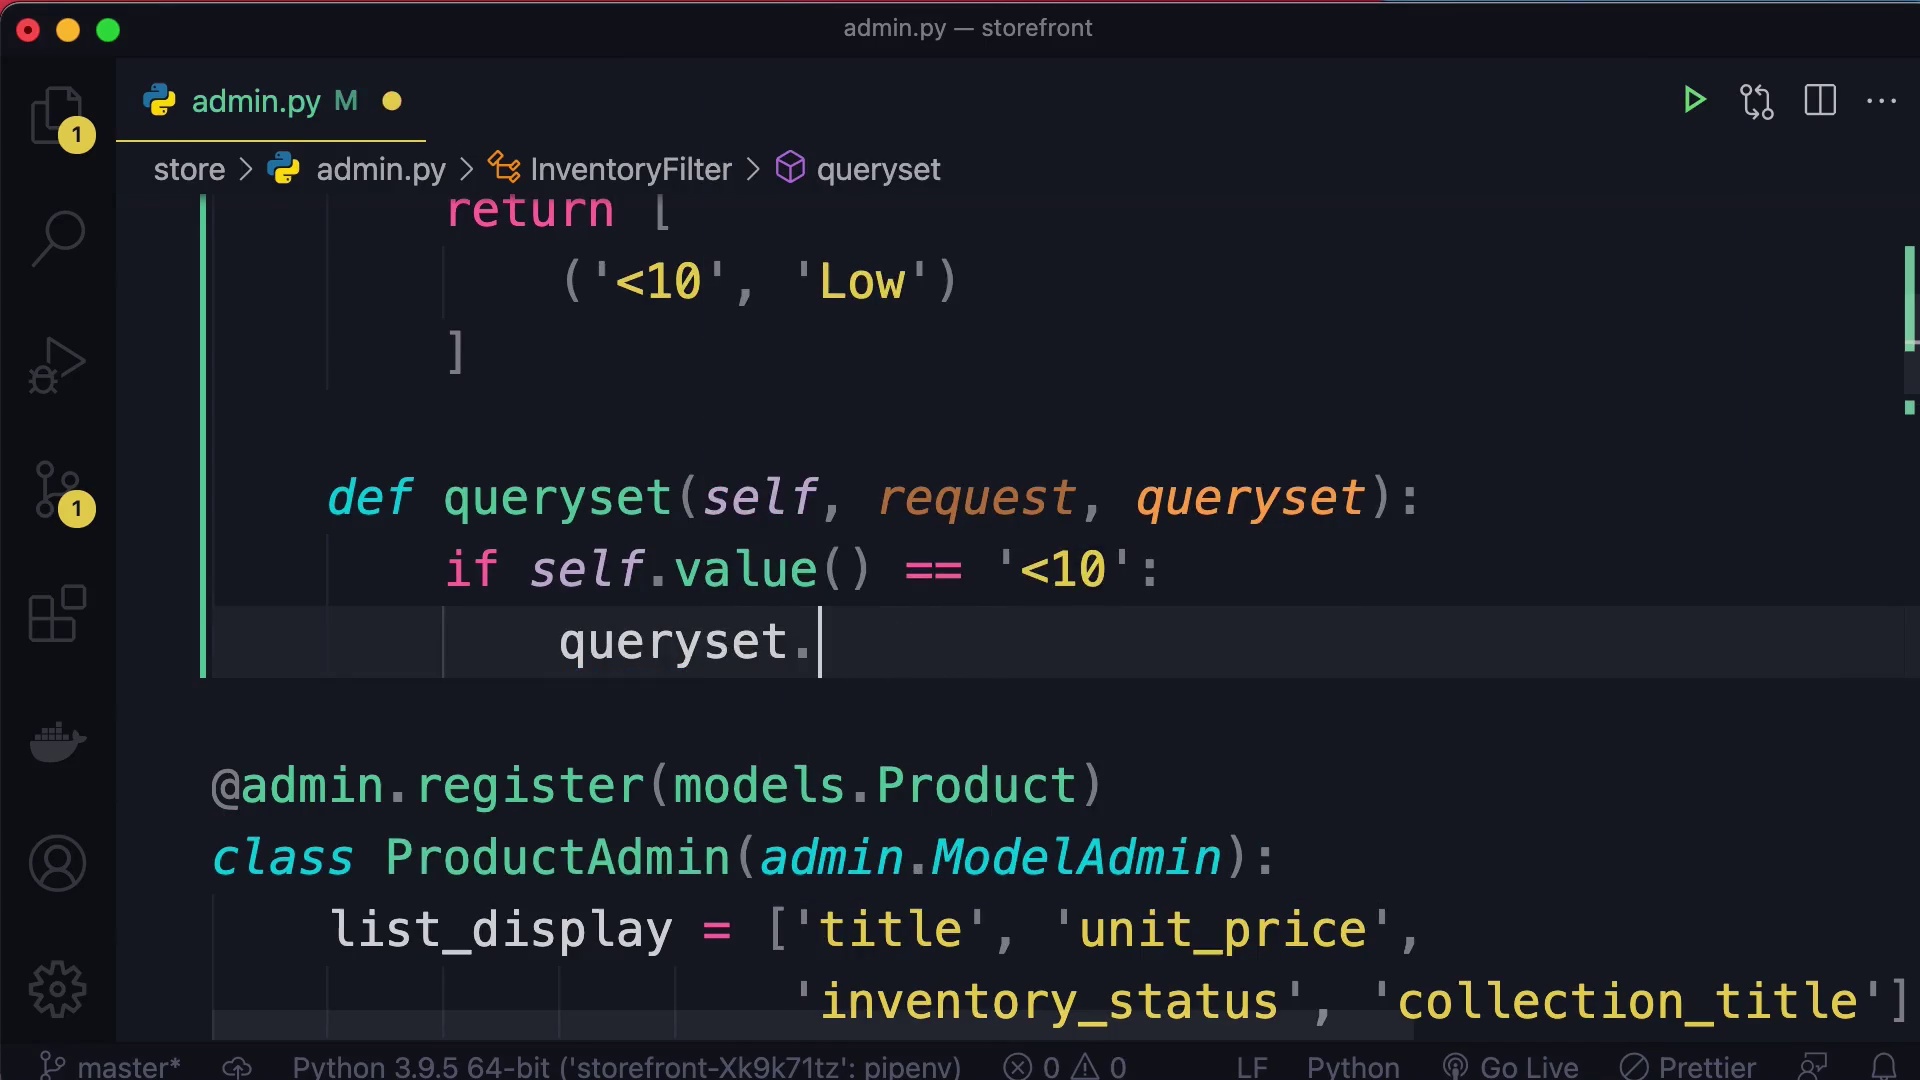 admin.py — storefront
admin.py M
1
store > admin.py > InventoryFilter > queryset
return [
('<10', 'Low')
]
def queryset(self, request, queryset):
1
if self.value() == '<10':
queryset.
@admin.register(models.Product)
class ProductAdmin(admin.ModelAdmin):
list_display = ['title', 'unit_price',
'inventory_status', 'collection_title']
master* Python 3.9.5 64-bit ('storefront-Xk9k71tz': pipenv) 0 0 LF Python Go Live Prettier